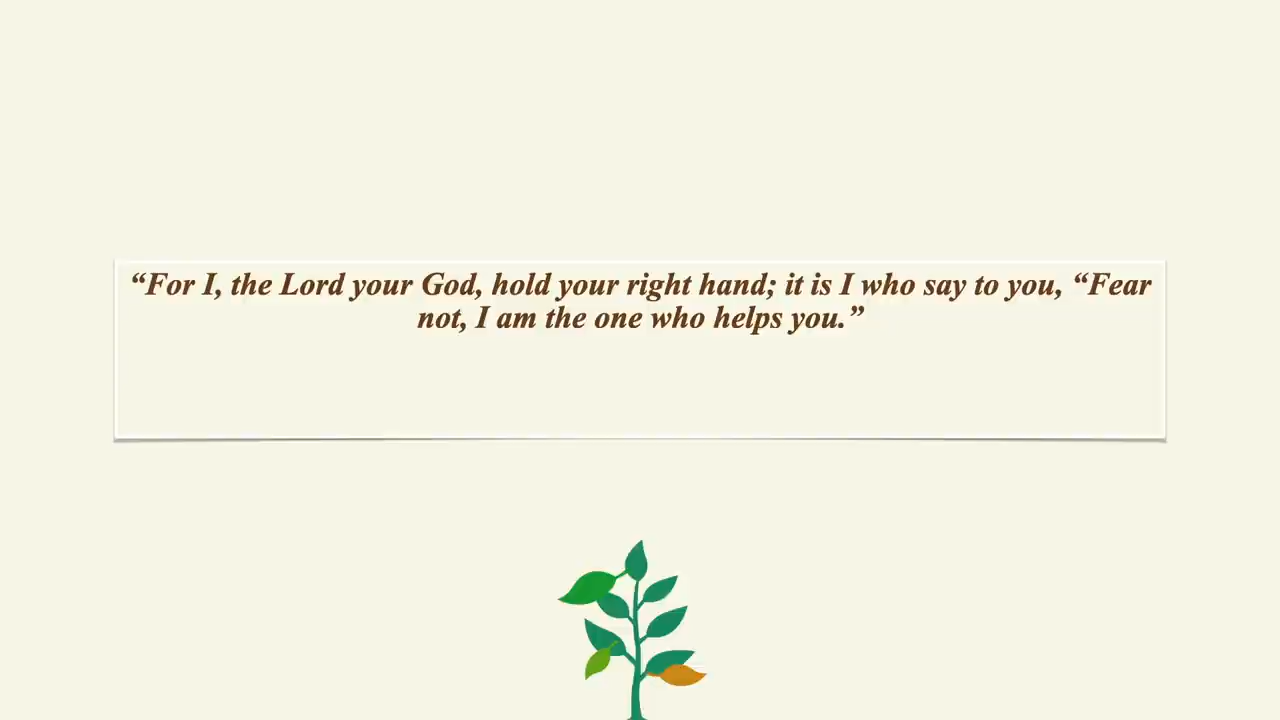 “For I, the Lord your God, hold your right hand; it is I who say to you, “Fear
not, I am the one who helps you.”